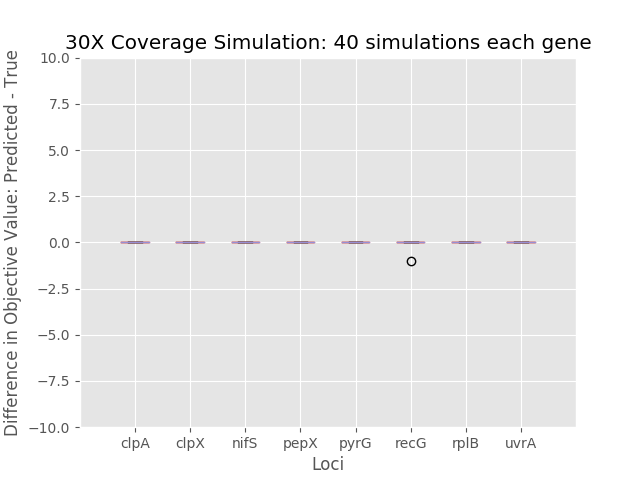 30X Coverage Simulation: 40 simulations each gene
Difference in Objective Value: Predicted - True
10.0
7.5
5.0
2.5
0.0
−2.5
−5.0
−7.5
−10.0
clpA clpX nifS pepX pyrG recG rplB uvrA
Loci